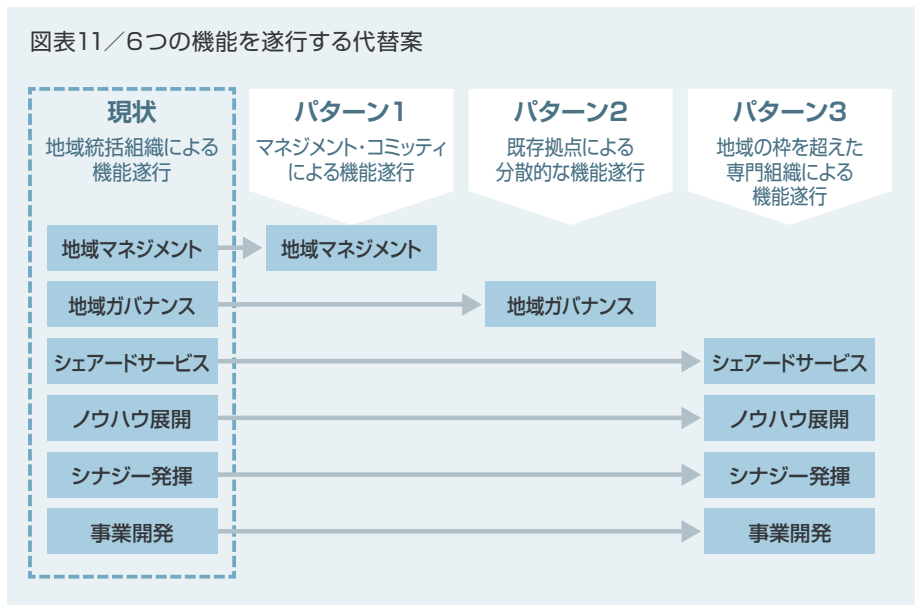 図表11／6つの機能を遂行する代替案
現状
地域統括組織による
機能遂行
パターン1
マネジメント・コミッティ
による機能遂行
パターン2
既存拠点による
分散的な機能遂行
パターン3
地域の枠を超えた
専門組織による
機能遂行
地域マネジメント
地域マネジメント
地域ガバナンス
地域ガバナンス
シェアードサービス
シェアードサービス
ノウハウ展開
ノウハウ展開
シナジー発揮
シナジー発揮
事業開発
事業開発